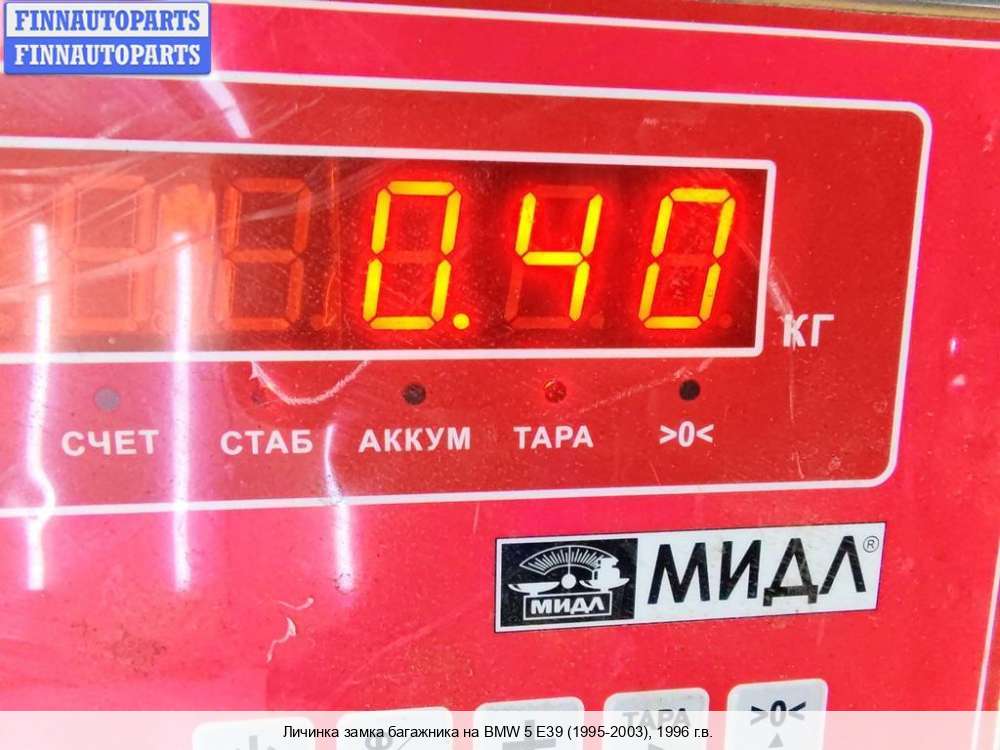 FINNAUTOPARTS
FINNAUTOPARTS
0.40
КГ
СЧЕТ СТАБ АККУМ ТАРА >0<
МИДЛ МИДЛ®
ТАРА >0<
Личинка замка багажника на BMW 5 E39 (1995-2003), 1996 г.в.